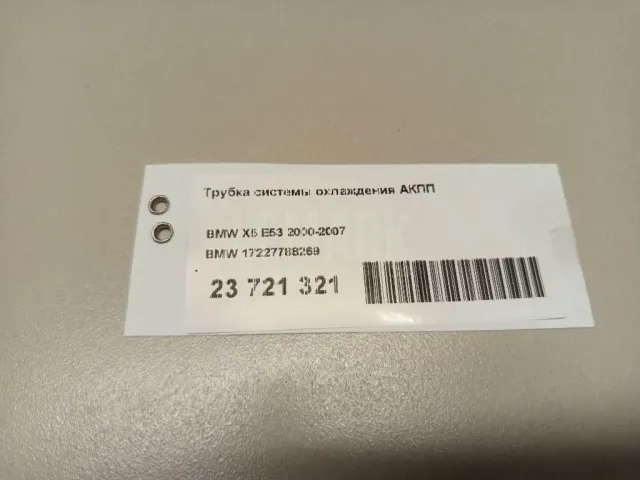 Трубка системы охлаждения АКПП
BMW X5 E53 2000-2007
BMW 17227788269
23 721 321